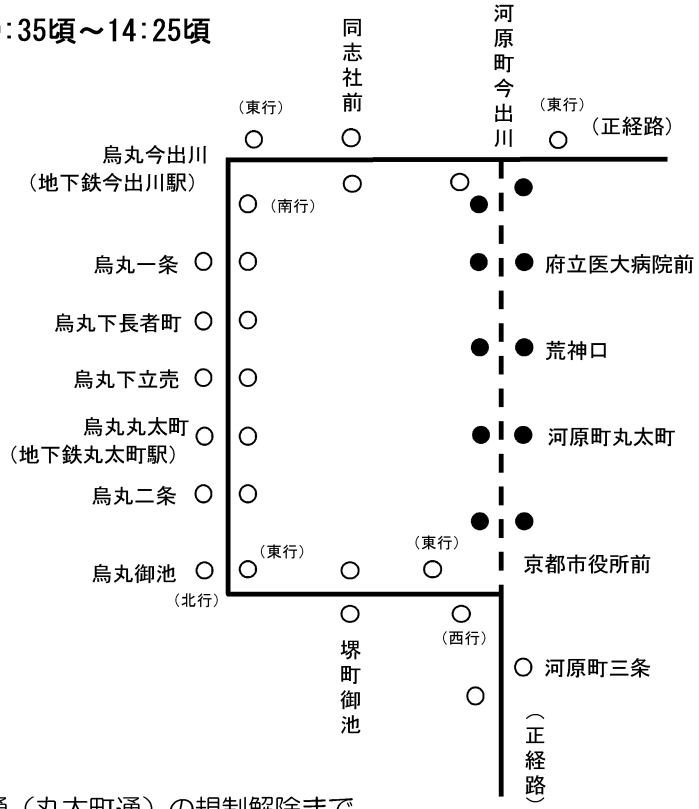 :35頃～14:25頃
同志社前
河原町今出川
（東行）
（東行）
（正経路）
烏丸今出川
（地下鉄今出川駅）
（南行）
烏丸一条
府立医大病院前
烏丸下長者町
荒神口
烏丸下立売
烏丸丸太町
（地下鉄丸太町駅）
河原町丸太町
烏丸二条
（東行）
（東行）
京都市役所前
烏丸御池
（北行）
（西行）
堺町御池
河原町三条
（正経路）
（丸太町通）の規制解除まで